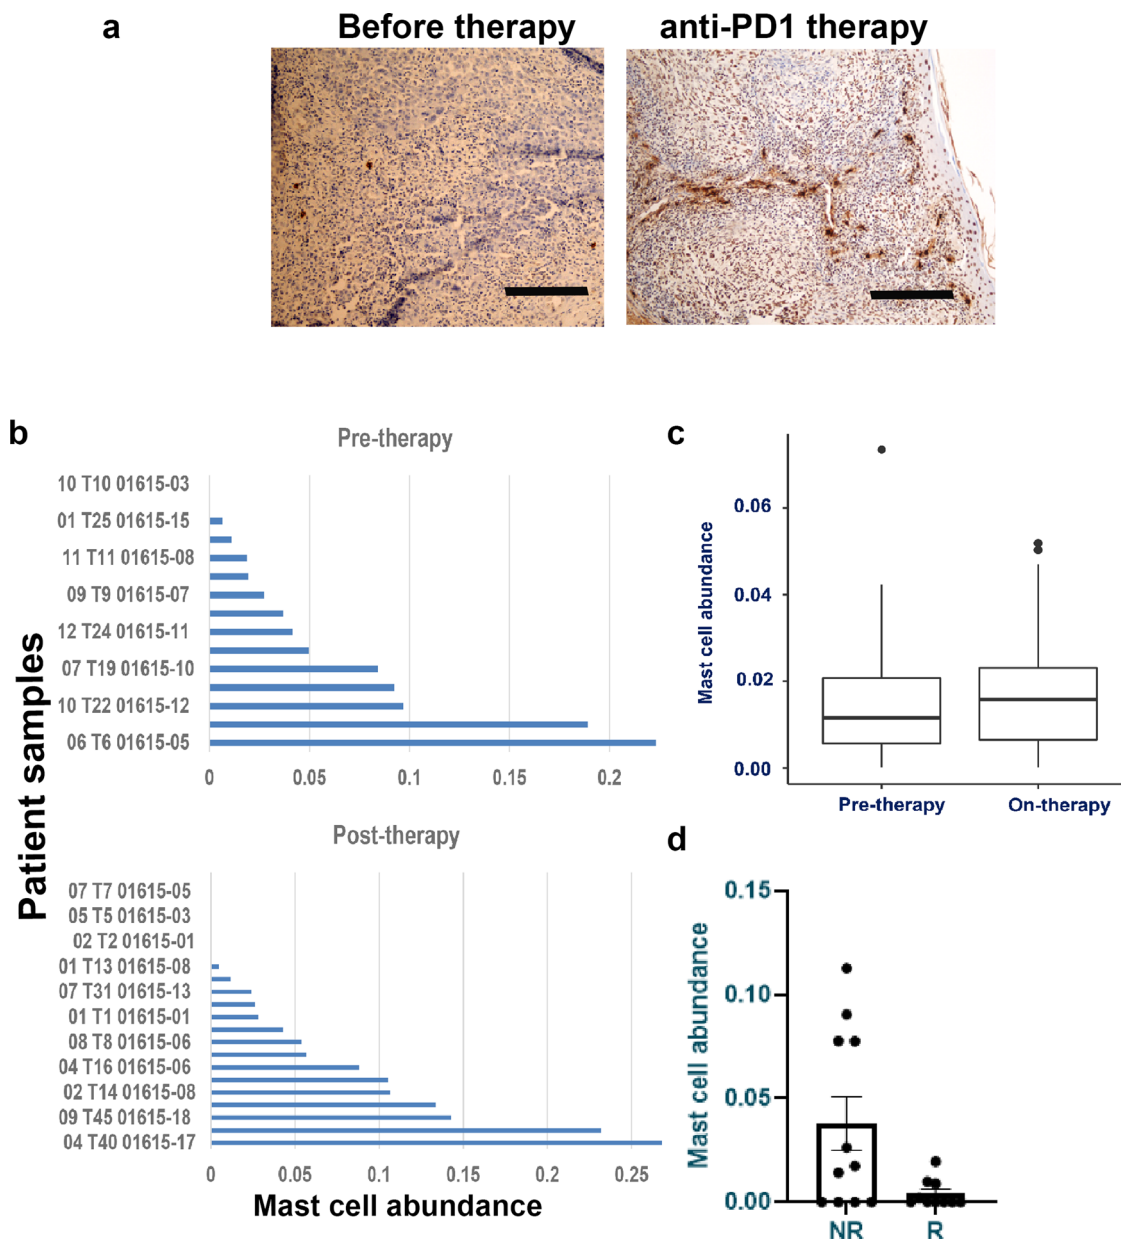 a
Before therapy
anti-PD1 therapy
b
Pre-therapy
10 T10 01615-03
01 T25 01615-15
11 T11 01615-08
09 T9 01615-07
12 T24 01615-11
07 T19 01615-10
10 T22 01615-12
06 T6 01615-05
0 0.05 0.1 0.15 0.2
Patient samples
Post-therapy
07 T7 01615-05
05 T5 01615-03
02 T2 01615-01
01 T13 01615-08
07 T31 01615-13
01 T1 01615-01
08 T8 01615-06
04 T16 01615-06
02 T14 01615-08
09 T45 01615-18
04 T40 01615-17
0 0.05 0.1 0.15 0.2 0.25
Mast cell abundance
c
Mast cell abundance
0.06
0.04
0.02
0.00
Pre-therapy On-therapy
d
Mast cell abundance
0.15
0.10
0.05
0.00
NR R